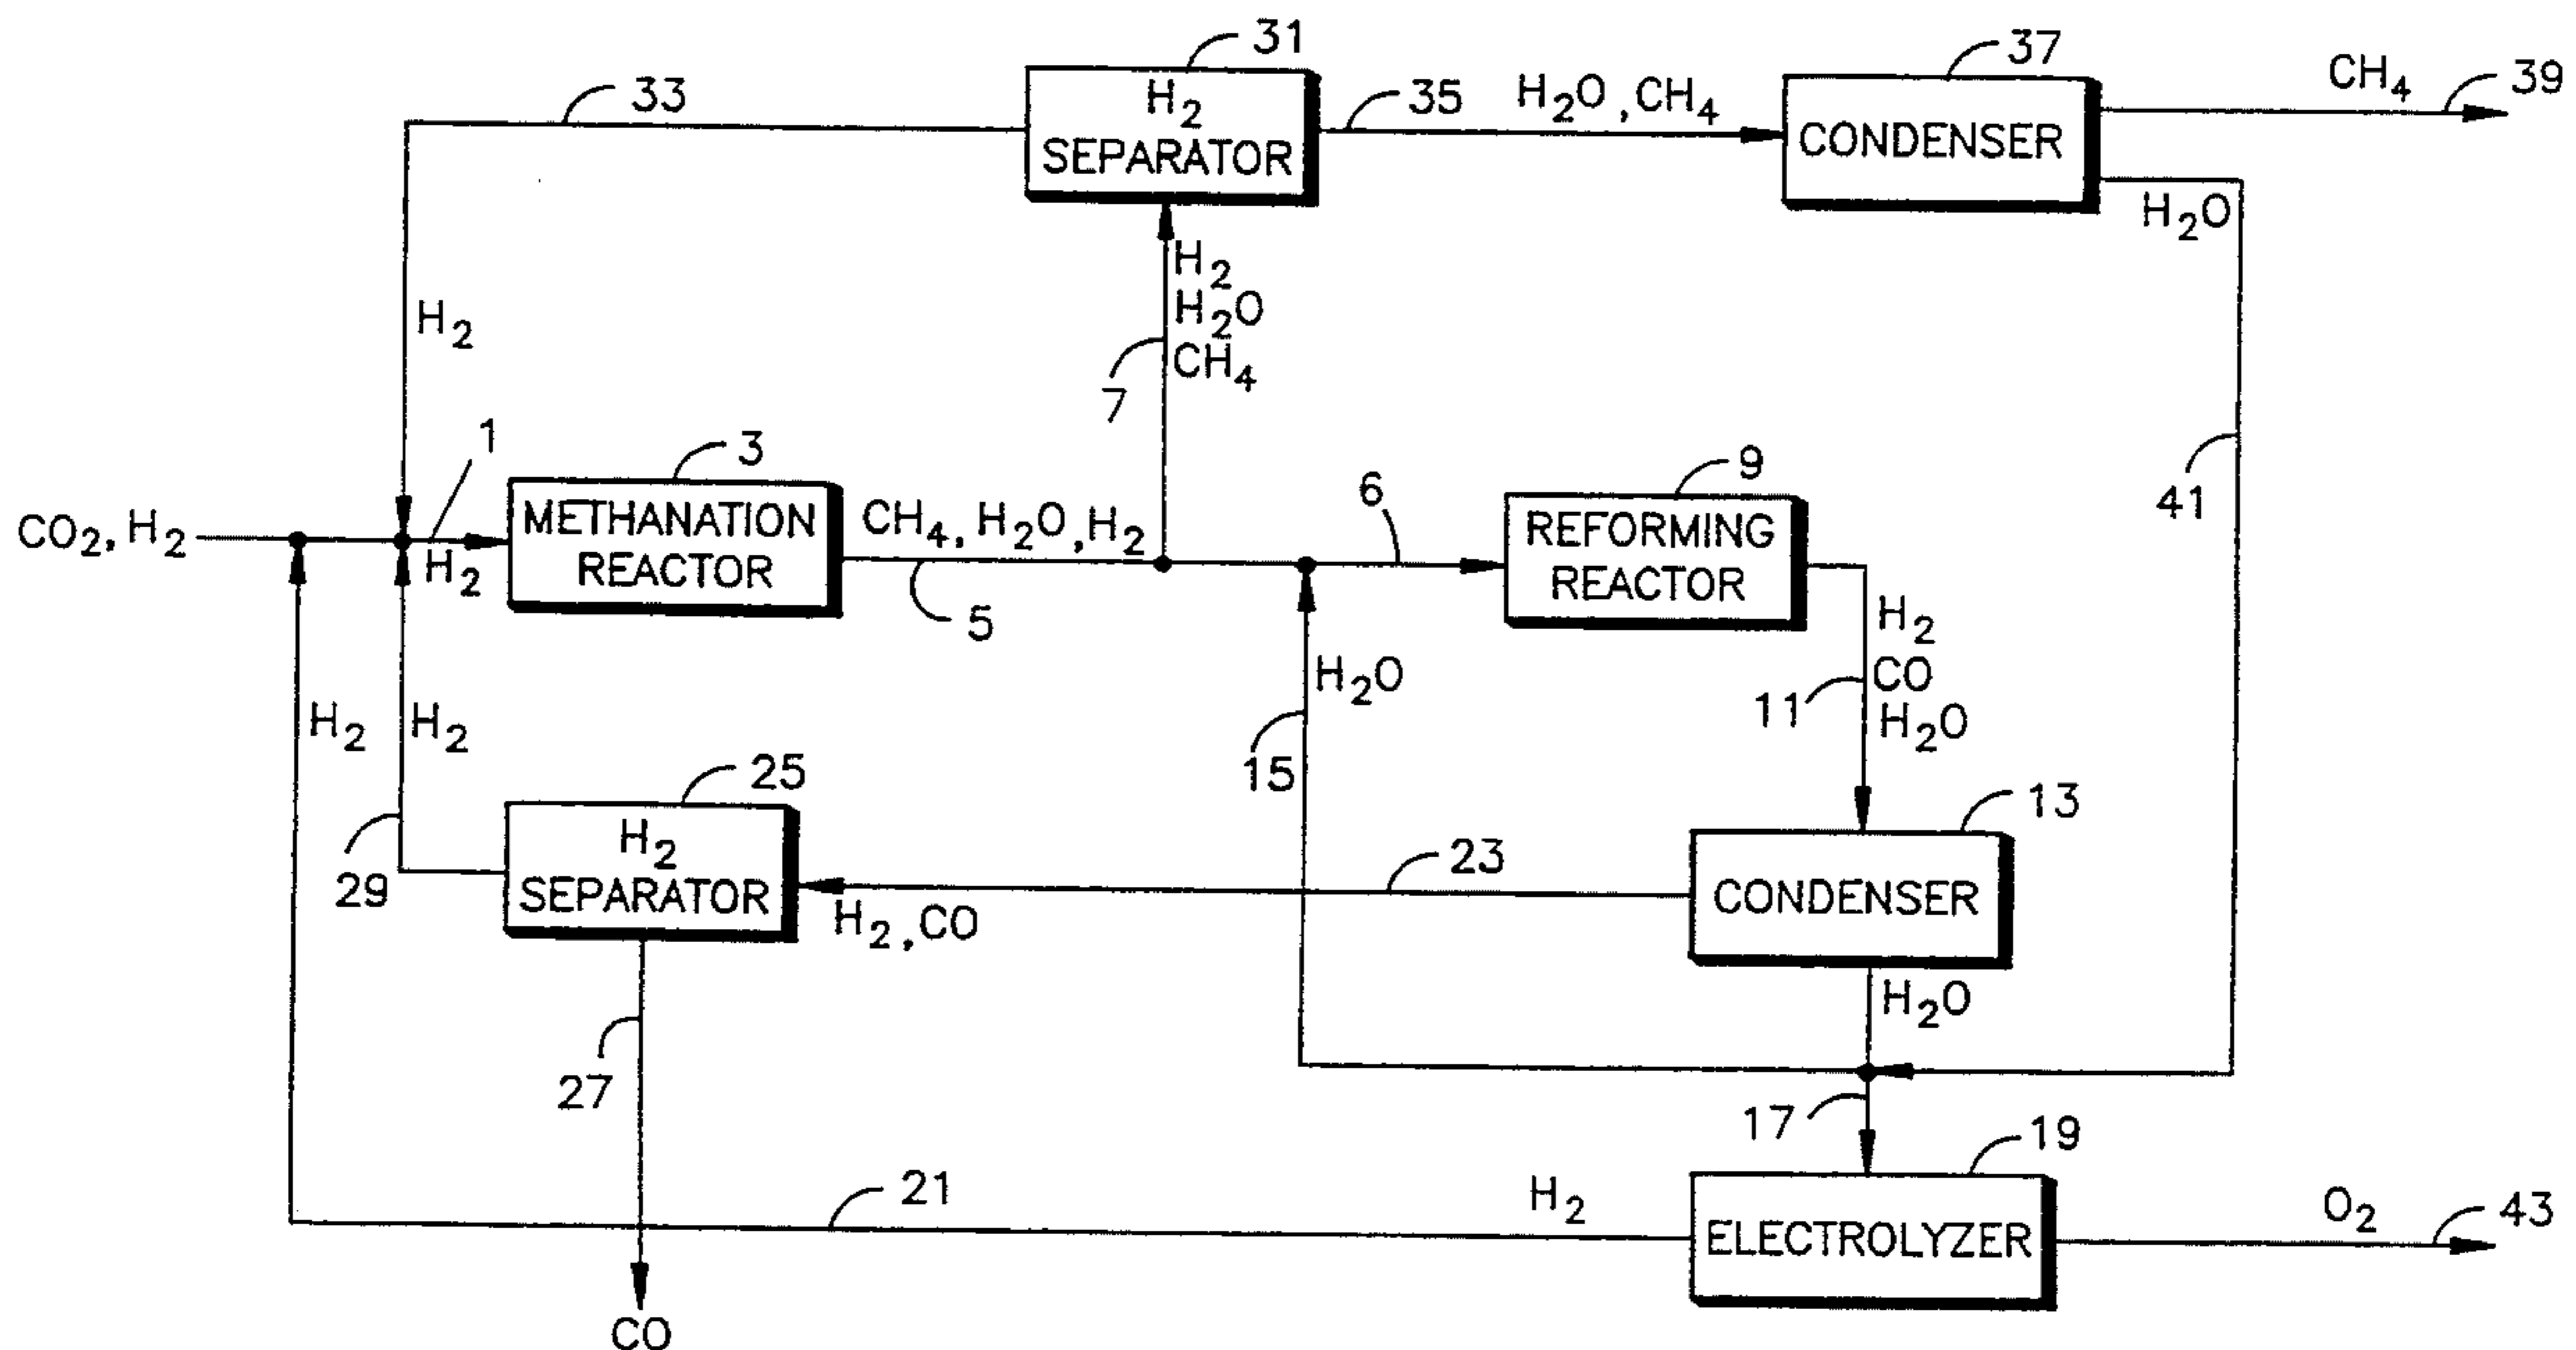 31
H₂
SEPARATOR
33
35
H₂O, CH₄
37
CONDENSER
CH₄
39
H₂O
H₂
H₂
H₂O
CH₄
7
41
CO₂, H₂
1
H₂
3
METHANATION
REACTOR
CH₄, H₂O, H₂
5
6
9
REFORMING
REACTOR
H₂
CO
H₂O
11
H₂O
15
H₂
H₂
29
25
H₂
SEPARATOR
H₂, CO
23
13
CONDENSER
H₂O
27
17
19
ELECTROLYZER
21
H₂
O₂
43
CO